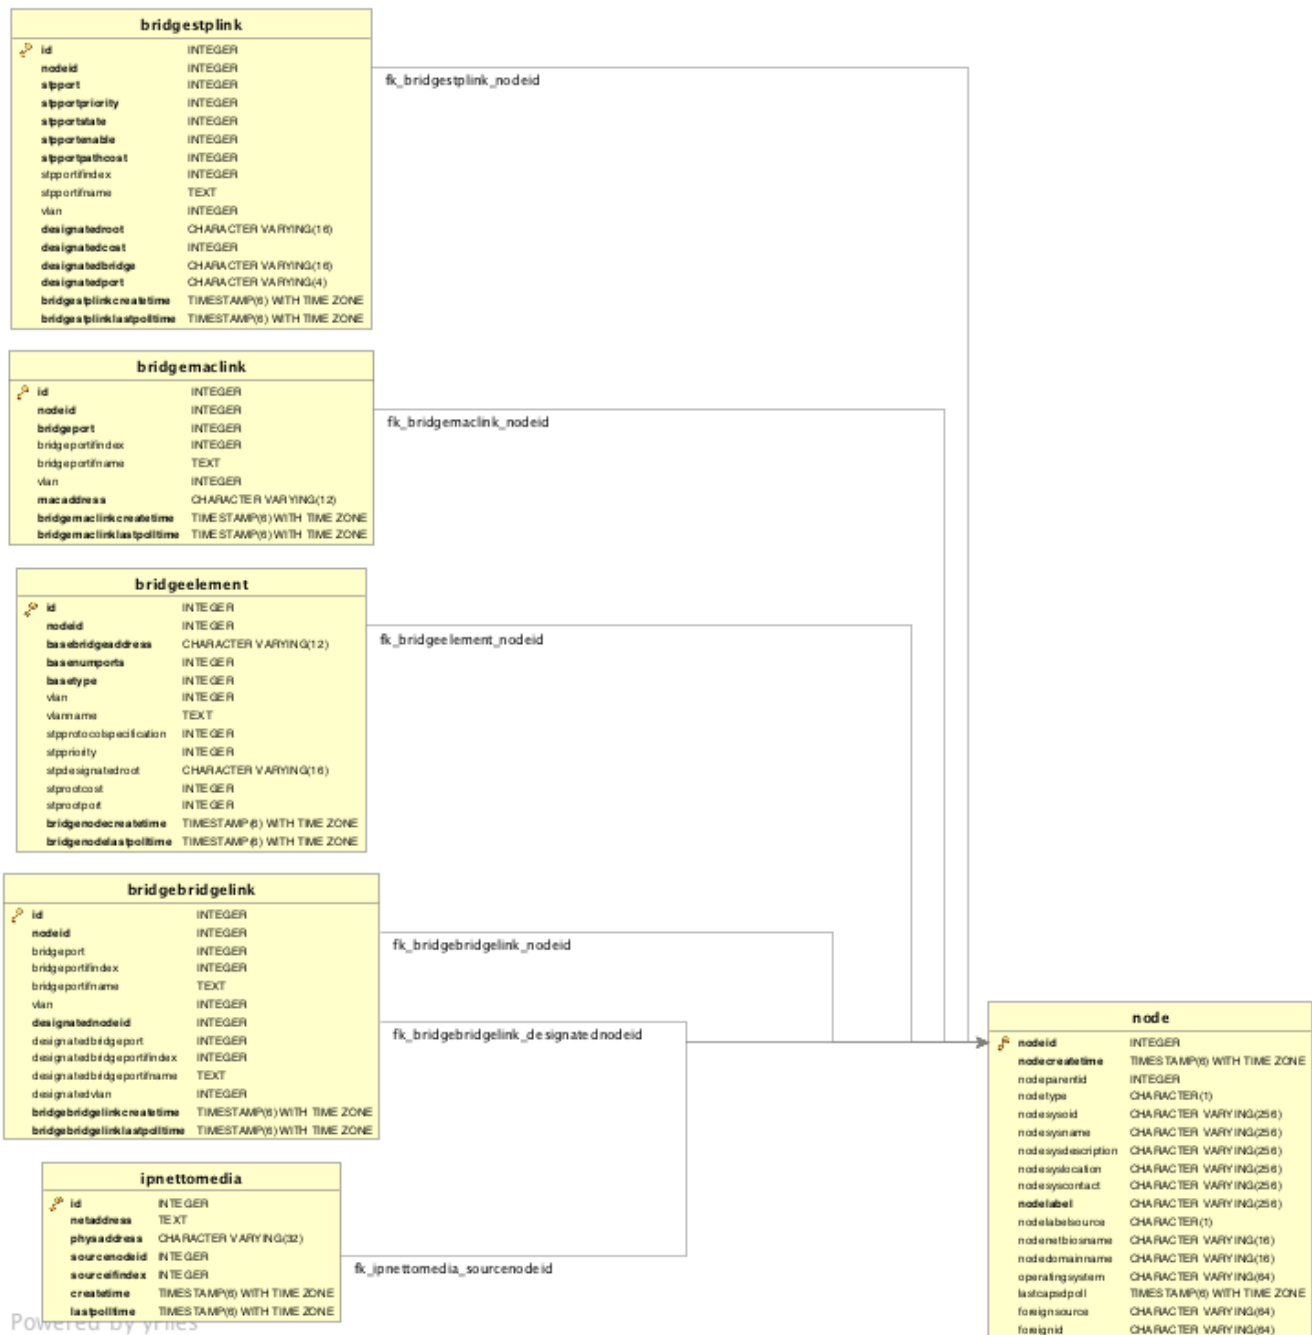 bridgestplink
id INTEGER
nodeid INTEGER
stpport INTEGER
stpportpriority INTEGER
stpportstate INTEGER
stpportenable INTEGER
stpportpathcost INTEGER
stpportifindex INTEGER
stpportifname TEXT
vlan INTEGER
designatedroot CHARACTER VARYING(16)
designatedcost INTEGER
designatedbridge CHARACTER VARYING(16)
designatedport CHARACTER VARYING(4)
bridgestplinkcreatetime TIMESTAMP(6) WITH TIME ZONE
bridgestplinklastpolltime TIMESTAMP(6) WITH TIME ZONE
fk_bridgestplink_nodeid
bridgemaclink
id INTEGER
nodeid INTEGER
bridgeport INTEGER
bridgeportifindex INTEGER
bridgeportifname TEXT
vlan INTEGER
macaddress CHARACTER VARYING(12)
bridgemaclinkcreatetime TIMESTAMP(6) WITH TIME ZONE
bridgemaclinklastpolltime TIMESTAMP(6) WITH TIME ZONE
fk_bridgemaclink_nodeid
bridgeelement
id INTEGER
nodeid INTEGER
basebridgeaddress CHARACTER VARYING(12)
basenumports INTEGER
basetype INTEGER
vlan INTEGER
vlanname TEXT
stpprotocolspecification INTEGER
stppriority INTEGER
stpdesignatedroot CHARACTER VARYING(16)
stprootcost INTEGER
stprootport INTEGER
bridgenodecreatetime TIMESTAMP(6) WITH TIME ZONE
bridgenodelastpolltime TIMESTAMP(6) WITH TIME ZONE
fk_bridgeelement_nodeid
bridgebridgelink
id INTEGER
nodeid INTEGER
bridgeport INTEGER
bridgeportifindex INTEGER
bridgeportifname TEXT
vlan INTEGER
designatednodeid INTEGER
designatedbridgeport INTEGER
designatedbridgeportifindex INTEGER
designatedbridgeportifname TEXT
designatedvlan INTEGER
bridgebridgelinkcreatetime TIMESTAMP(6) WITH TIME ZONE
bridgebridgelinklastpolltime TIMESTAMP(6) WITH TIME ZONE
fk_bridgebridgelink_nodeid
fk_bridgebridgelink_designatednodeid
ipnettomedia
id INTEGER
netaddress TEXT
physaddress CHARACTER VARYING(32)
sourcenodeid INTEGER
sourceifindex INTEGER
createtime TIMESTAMP(6) WITH TIME ZONE
lastpolltime TIMESTAMP(6) WITH TIME ZONE
fk_ipnettomedia_sourcenodeid
Powered by yFiles
node
nodeid INTEGER
nodecreatetime TIMESTAMP(6) WITH TIME ZONE
nodeparentid INTEGER
nodetype CHARACTER(1)
nodesysoid CHARACTER VARYING(256)
nodesysname CHARACTER VARYING(256)
nodesysdescription CHARACTER VARYING(256)
nodesyslocation CHARACTER VARYING(256)
nodesyscontact CHARACTER VARYING(256)
nodelabel CHARACTER VARYING(256)
nodelabelsource CHARACTER(1)
nodenetbiosname CHARACTER VARYING(16)
nodedomainname CHARACTER VARYING(16)
operatingsystem CHARACTER VARYING(64)
lastcapsdpoll TIMESTAMP(6) WITH TIME ZONE
foreignsource CHARACTER VARYING(64)
foreignid CHARACTER VARYING(64)